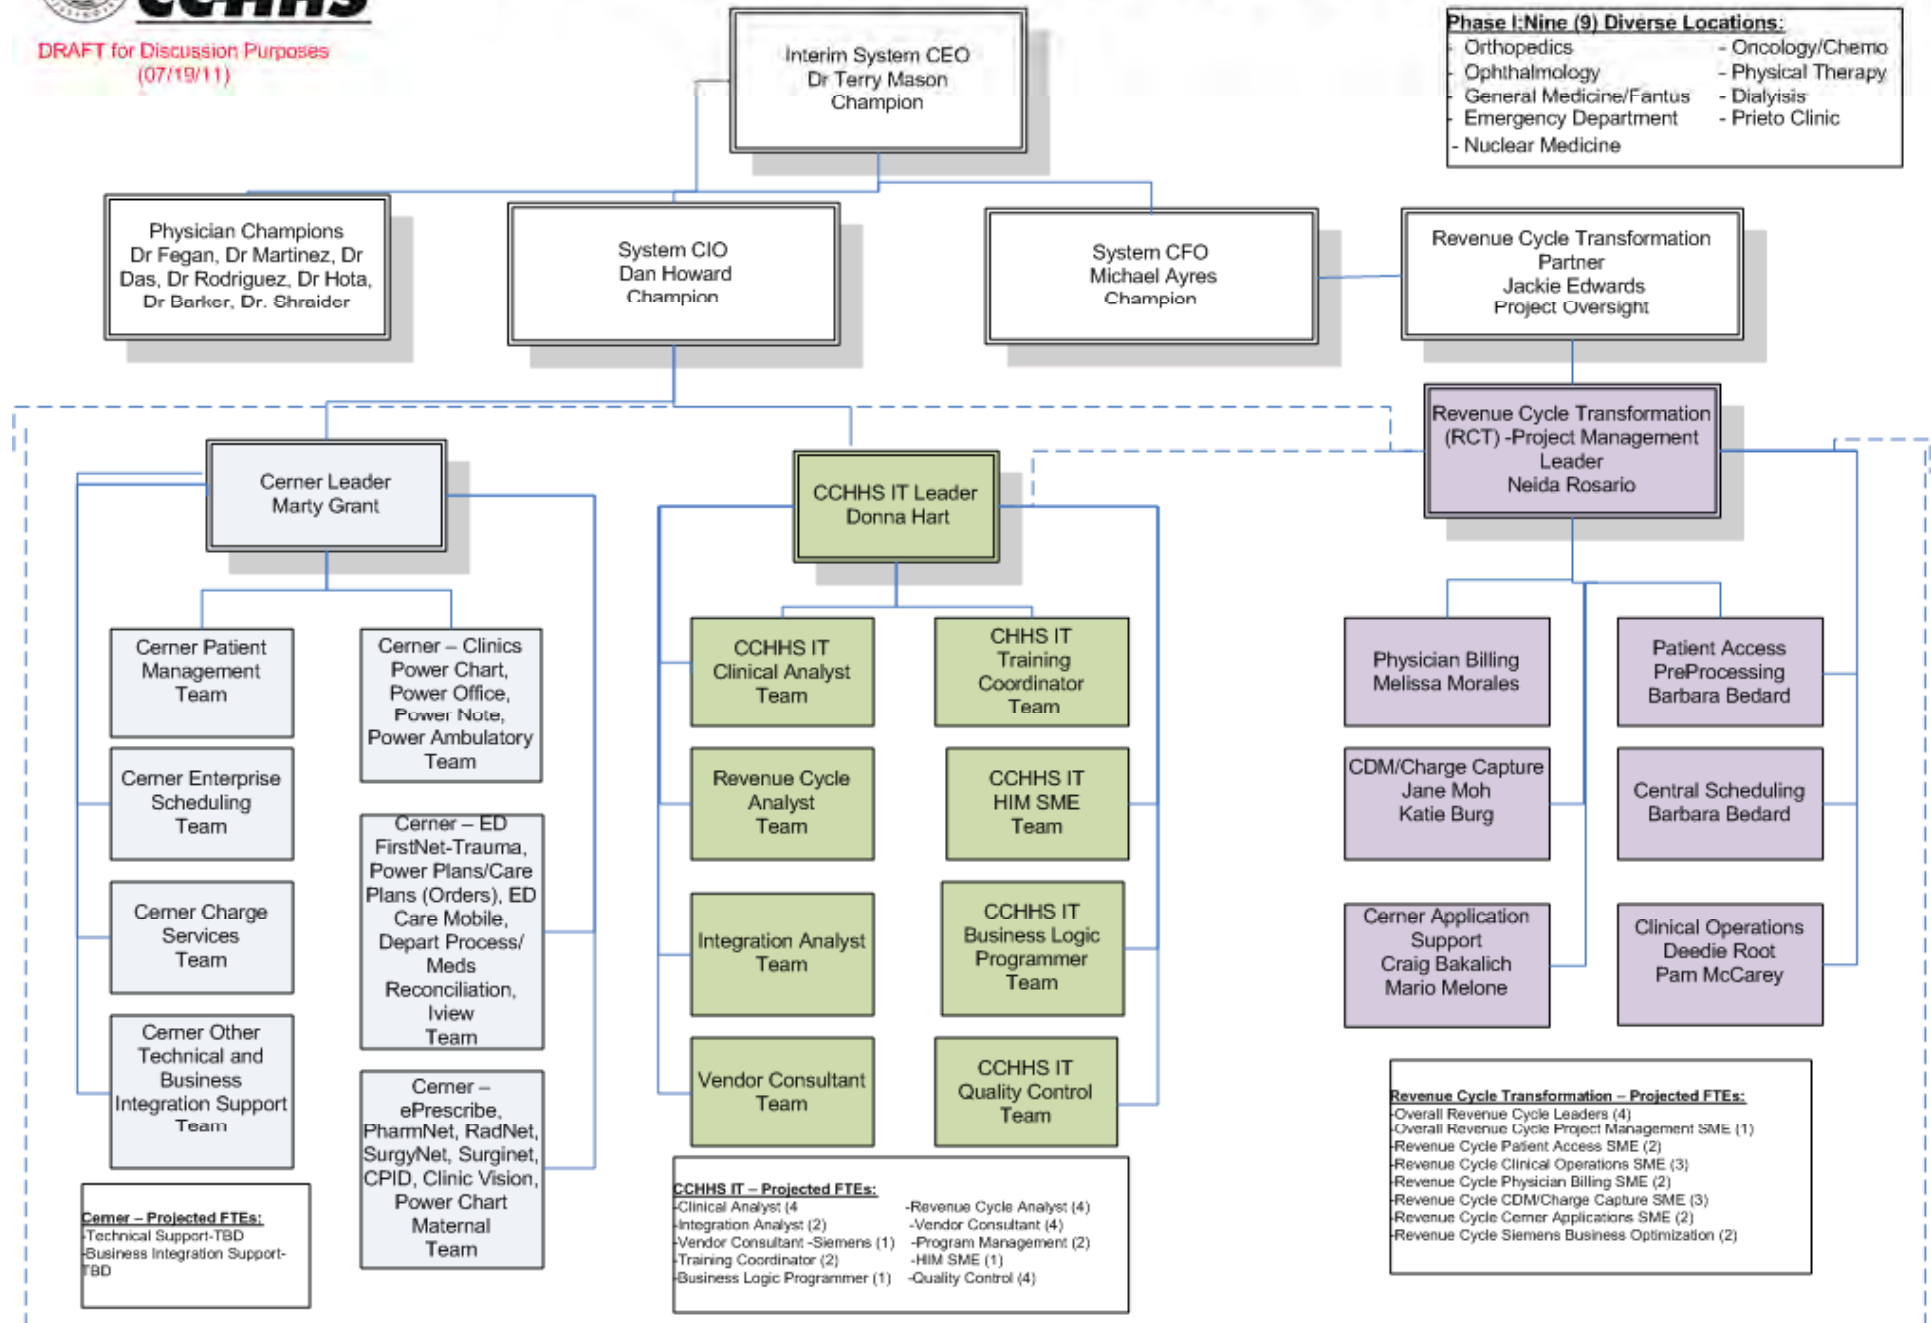 CCHHS
DRAFT for Discussion Purposes
(07/19/11)
Interim System CEO
Dr Terry Mason
Champion
Phase I:Nine (9) Diverse Locations:
- Orthopedics
- Ophthalmology
- General Medicine/Fantus
- Emergency Department
- Nuclear Medicine
- Oncology/Chemo
- Physical Therapy
- Dialyisis
- Prieto Clinic
Physician Champions
Dr Fegan, Dr Martinez, Dr
Das, Dr Rodriguez, Dr Hota,
Dr Barker, Dr. Shraider
System CIO
Dan Howard
Champion
System CFO
Michael Ayres
Champion
Revenue Cycle Transformation
Partner
Jackie Edwards
Project Oversight
Revenue Cycle Transformation
(RCT) -Project Management
Leader
Neida Rosario
Cerner Leader
Marty Grant
CCHHS IT Leader
Donna Hart
Cerner Patient
Management
Team
Cerner Enterprise
Scheduling
Team
Cerner Charge
Services
Team
Cerner Other
Technical and
Business
Integration Support
Team
Cerner – Clinics
Power Chart,
Power Office,
Power Note,
Power Ambulatory
Team
Cerner – ED
FirstNet-Trauma,
Power Plans/Care
Plans (Orders), ED
Care Mobile,
Depart Process/
Meds
Reconciliation,
Iview
Team
Cerner –
ePrescribe,
PharmNet, RadNet,
SurgyNet, Surginet,
CPID, Clinic Vision,
Power Chart
Maternal
Team
CCHHS IT
Clinical Analyst
Team
Revenue Cycle
Analyst
Team
Integration Analyst
Team
Vendor Consultant
Team
CHHS IT
Training
Coordinator
Team
CCHHS IT
HIM SME
Team
CCHHS IT
Business Logic
Programmer
Team
CCHHS IT
Quality Control
Team
Physician Billing
Melissa Morales
CDM/Charge Capture
Jane Moh
Katie Burg
Cerner Application
Support
Craig Bakalich
Mario Melone
Patient Access
PreProcessing
Barbara Bedard
Central Scheduling
Barbara Bedard
Clinical Operations
Deedie Root
Pam McCarey
Cerner – Projected FTEs:
-Technical Support-TBD
-Business Integration Support-
TBD
CCHHS IT – Projected FTEs:
-Clinical Analyst (4
-Integration Analyst (2)
-Vendor Consultant -Siemens (1)
-Training Coordinator (2)
-Business Logic Programmer (1)
-Revenue Cycle Analyst (4)
-Vendor Consultant (4)
-Program Management (2)
-HIM SME (1)
-Quality Control (4)
Revenue Cycle Transformation – Projected FTEs:
-Overall Revenue Cycle Leaders (4)
-Overall Revenue Cycle Project Management SME (1)
-Revenue Cycle Patient Access SME (2)
-Revenue Cycle Clinical Operations SME (3)
-Revenue Cycle Physician Billing SME (2)
-Revenue Cycle CDM/Charge Capture SME (3)
-Revenue Cycle Cerner Applications SME (2)
-Revenue Cycle Siemens Business Optimization (2)